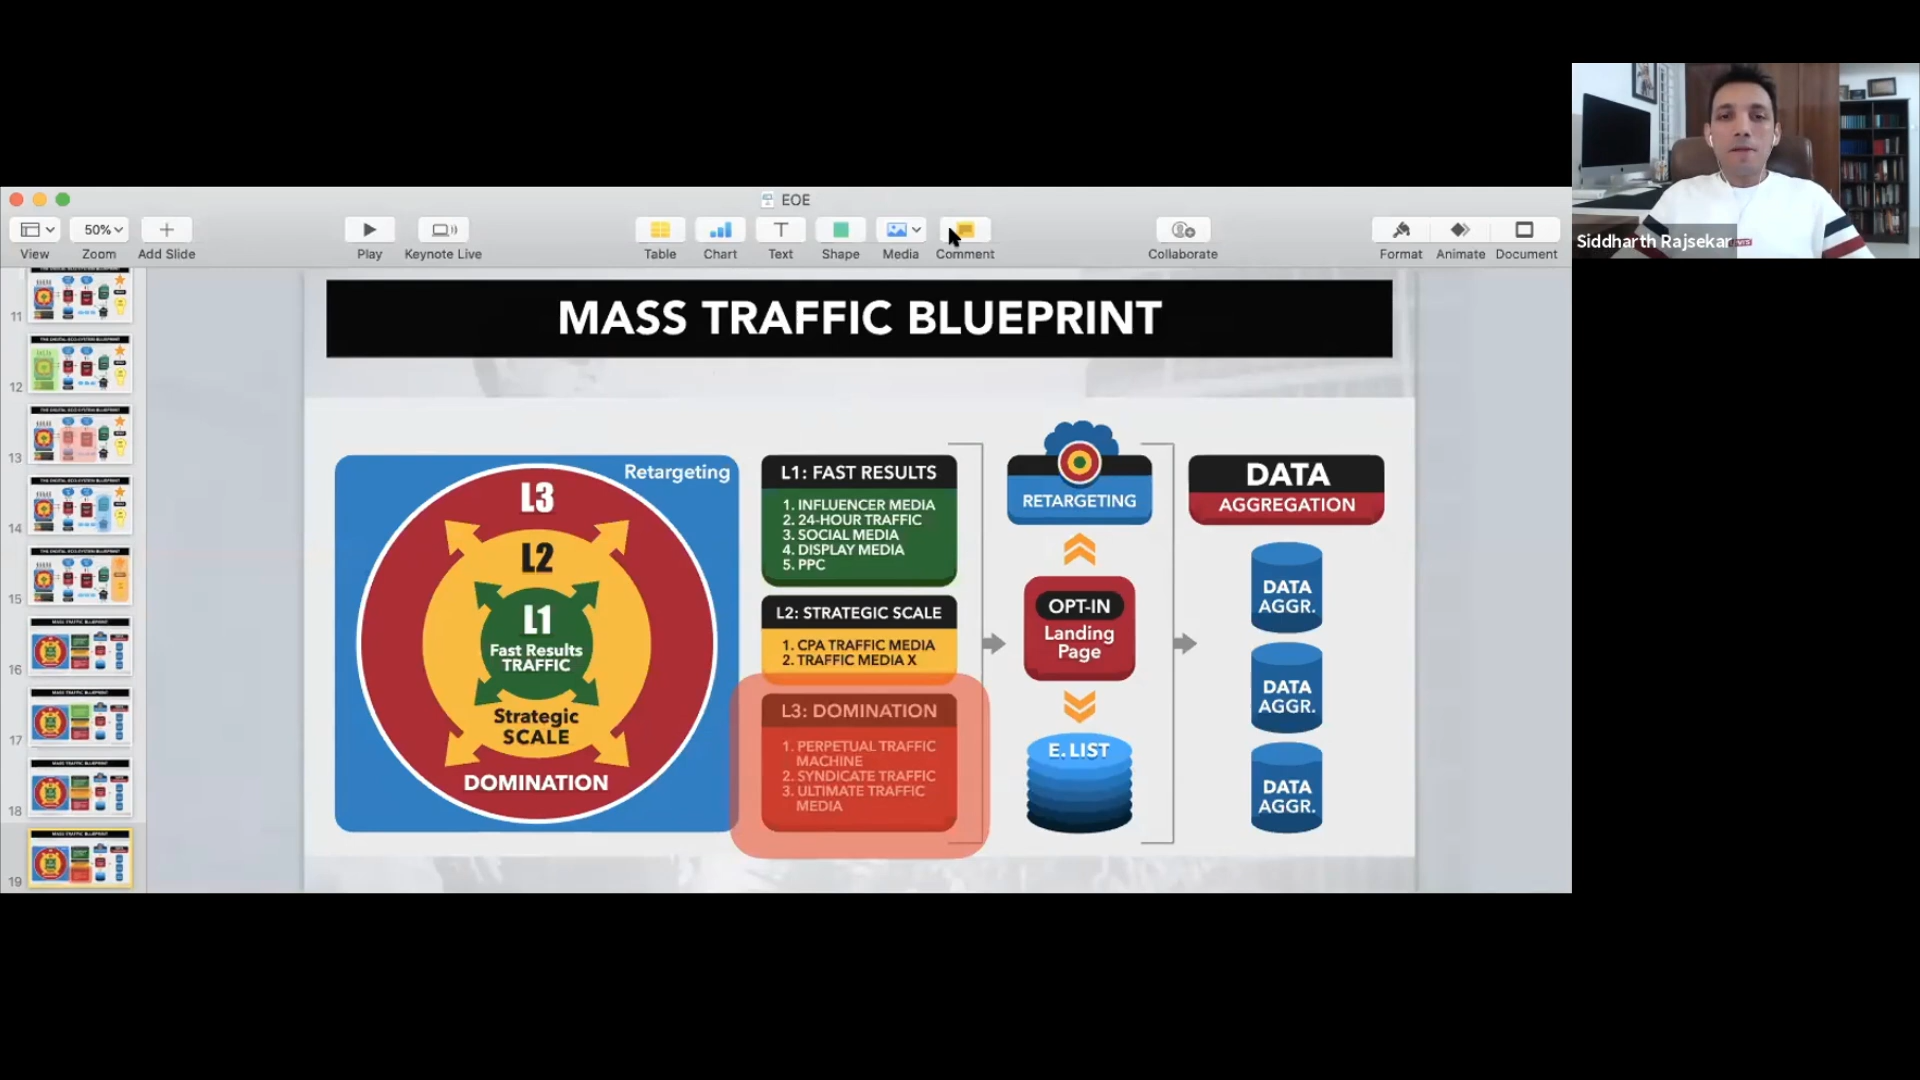 EOE
50%
View
Zoom
Add Slide
Play
Keynote Live
Table
Chart
Text
Shape
Media
Comment
Collaborate
Format
Animate
Document
Siddharth Rajsekar
11
12
13
14
15
16
17
18
19
MASS TRAFFIC BLUEPRINT
Retargeting
L3
L2
L1
Fast Results
TRAFFIC
Strategic
SCALE
DOMINATION
L1: FAST RESULTS
1. INFLUENCER MEDIA
2. 24-HOUR TRAFFIC
3. SOCIAL MEDIA
4. DISPLAY MEDIA
5. PPC
L2: STRATEGIC SCALE
1. CPA TRAFFIC MEDIA
2. TRAFFIC MEDIA X
L3: DOMINATION
1. PERPETUAL TRAFFIC
MACHINE
2. SYNDICATE TRAFFIC
3. ULTIMATE TRAFFIC
MEDIA
RETARGETING
OPT-IN
Landing
Page
E. LIST
DATA
AGGREGATION
DATA
AGGR.
DATA
AGGR.
DATA
AGGR.